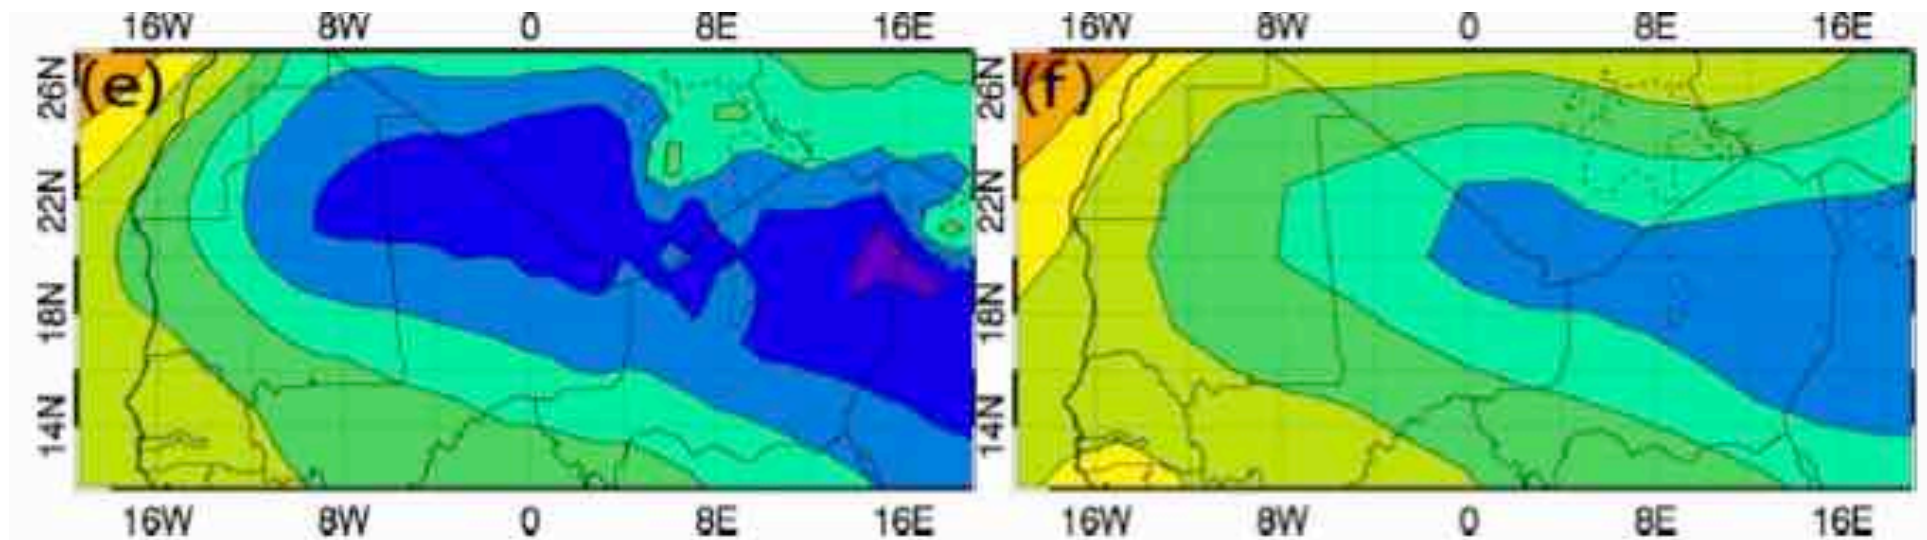 16W 8W 0 8E 16E 16W 8W 0 8E 16E
26N (e) 26N (f)
22N 22N
18N 18N
14N 14N
16W 8W 0 8E 16E 16W 8W 0 8E 16E